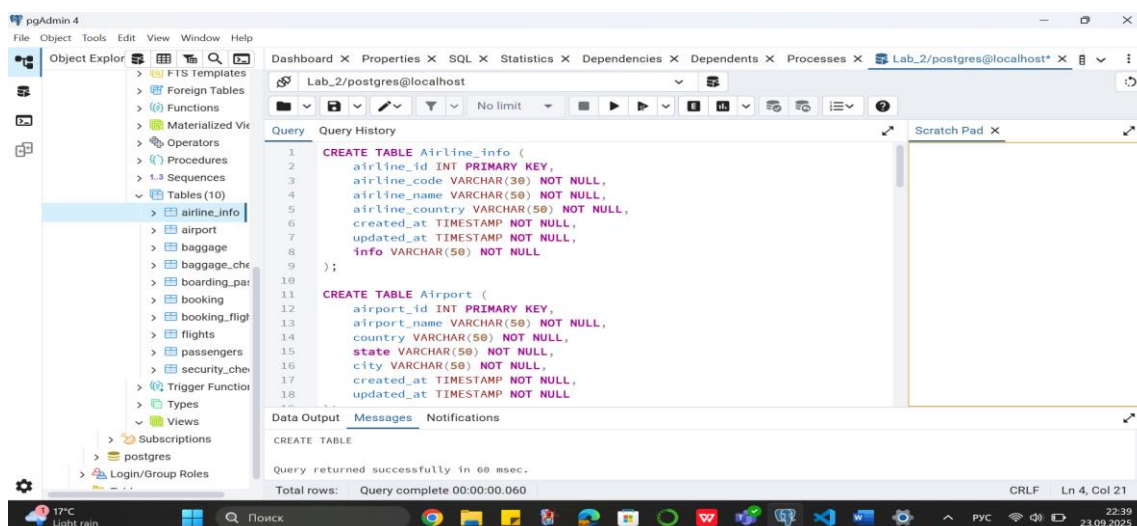 pgAdmin 4
File Object Tools Edit View Window Help
Object Explor
Dashboard X Properties X SQL X Statistics X Dependencies X Dependents X Processes X Lab_2/postgres@localhost* X
FTS Templates
Foreign Tables
Functions
Materialized Vie
Operators
Procedures
1..3 Sequences
Tables (10)
airline_info
airport
baggage
baggage_che
boarding_pas
booking
booking_fligh
flights
passengers
security_che
Trigger Function
Types
Views
Subscriptions
postgres
Login/Group Roles
Lab_2/postgres@localhost
No limit
Query Query History
Scratch Pad X
1 CREATE TABLE Airline_info (
2 airline_id INT PRIMARY KEY,
3 airline_code VARCHAR(30) NOT NULL,
4 airline_name VARCHAR(50) NOT NULL,
5 airline_country VARCHAR(50) NOT NULL,
6 created_at TIMESTAMP NOT NULL,
7 updated_at TIMESTAMP NOT NULL,
8 info VARCHAR(50) NOT NULL
9 );
10
11 CREATE TABLE Airport (
12 airport_id INT PRIMARY KEY,
13 airport_name VARCHAR(50) NOT NULL,
14 country VARCHAR(50) NOT NULL,
15 state VARCHAR(50) NOT NULL,
16 city VARCHAR(50) NOT NULL,
17 created_at TIMESTAMP NOT NULL,
18 updated_at TIMESTAMP NOT NULL
Data Output Messages Notifications
CREATE TABLE
Query returned successfully in 60 msec.
Total rows: Query complete 00:00:00.060
CRLF Ln 4, Col 21
1
17°C
Light rain
Поиск
РУС
22:39
23.09.2025